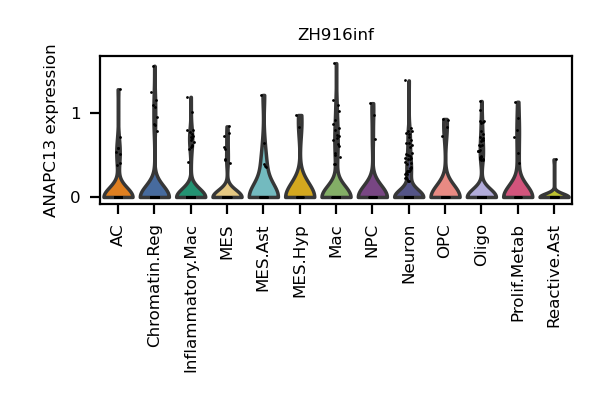 ZH916inf
ANAPC13 expression
1
0
AC
Chromatin.Reg
Inflammatory.Mac
MES
MES.Ast
MES.Hyp
Mac
NPC
Neuron
OPC
Oligo
Prolif.Metab
Reactive.Ast